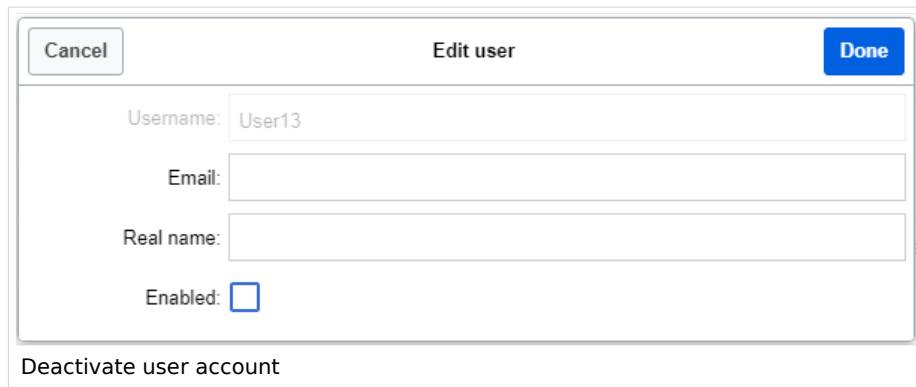 Cancel Edit user Done
Username: User13
Email:
Real name:
Enabled:
Deactivate user account